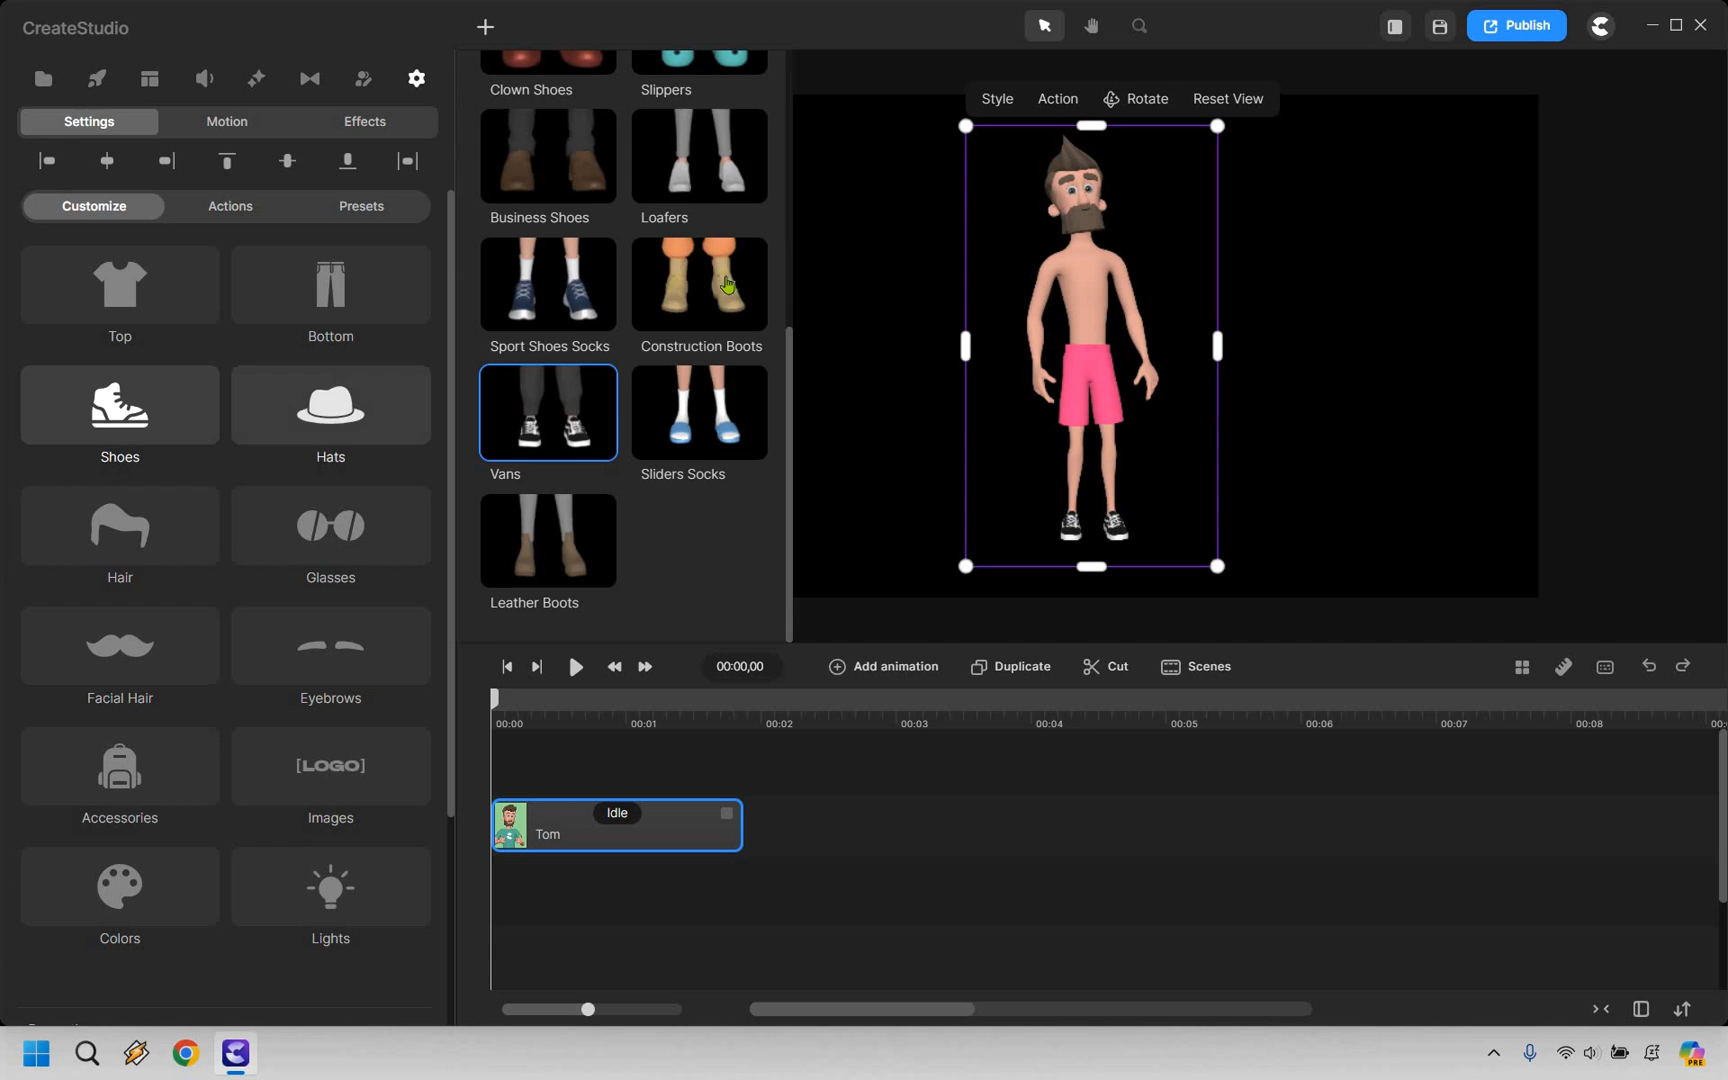 CreateStudio
Publish
Settings
Motion
Effects
Customize
Actions
Presets
Top
Bottom
Shoes
Hats
Hair
Glasses
Facial Hair
Eyebrows
[LOGO]
Accessories
Images
Colors
Lights
Clown Shoes
Slippers
Business Shoes
Loafers
Sport Shoes Socks
Construction Boots
Vans
Sliders Socks
Leather Boots
Style
Action
Rotate
Reset View
00:00,00
Add animation
Duplicate
Cut
Scenes
00:00
00:01
00:02
00:03
00:04
00:05
00:06
00:07
00:08
Idle
Tom
PRE